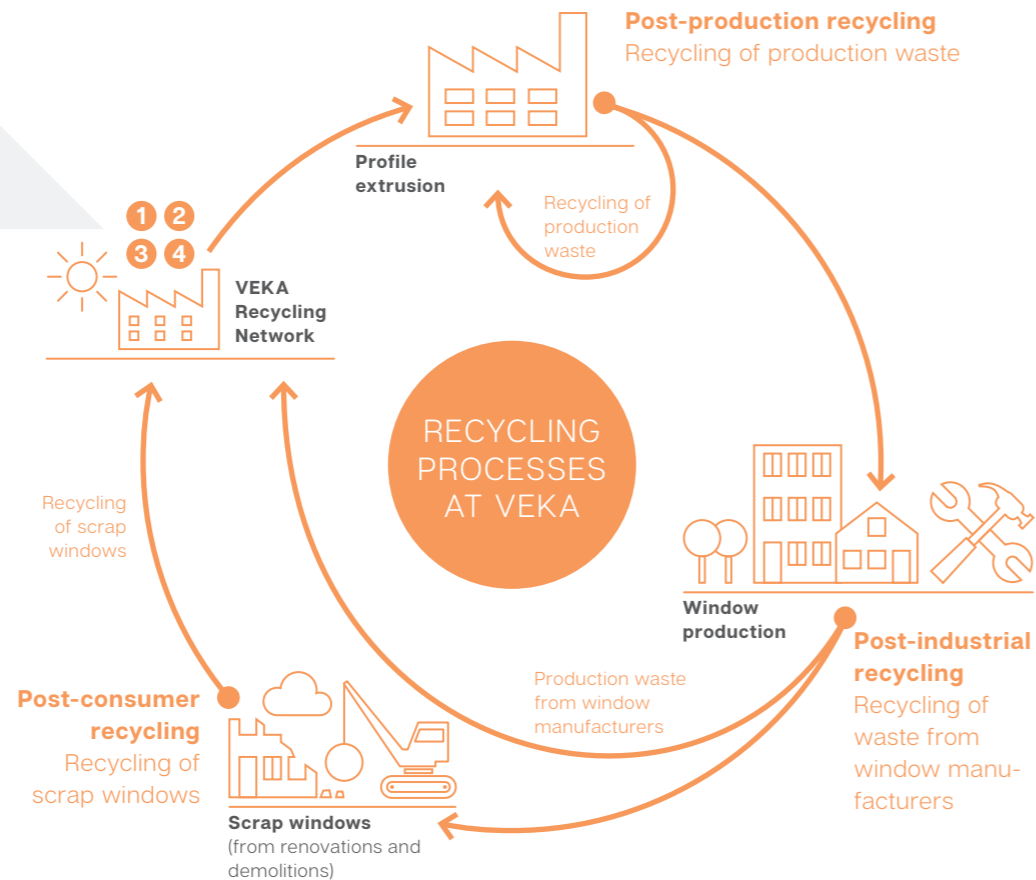 Post-production recycling
Recycling of production waste
Profile
extrusion
Recycling of
production
waste
1 2
3 4
VEKA
Recycling
Network
RECYCLING
PROCESSES
AT VEKA
Recycling
of scrap
windows
Window
production
Post-industrial
recycling
Recycling of
waste from
window manu-
facturers
Production waste
from window
manufacturers
Post-consumer
recycling
Recycling of
scrap windows
Scrap windows
(from renovations and
demolitions)